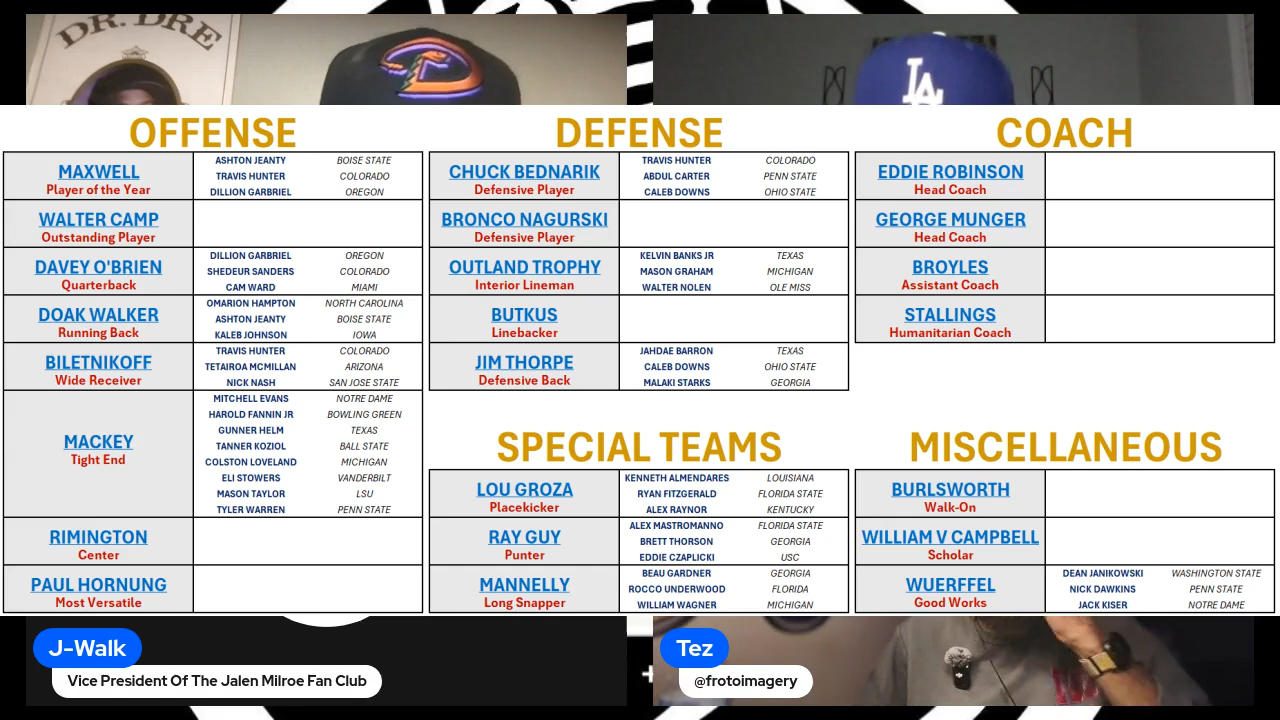 DR. DRE
LA
OFFENSE
MAXWELL
Player of the Year
ASHTON JEANTY BOISE STATE
TRAVIS HUNTER COLORADO
DILLION GARBRIEL OREGON
WALTER CAMP
Outstanding Player
DAVEY O'BRIEN
Quarterback
DILLION GARBRIEL OREGON
SHEDEUR SANDERS COLORADO
CAM WARD MIAMI
DOAK WALKER
Running Back
OMARION HAMPTON NORTH CAROLINA
ASHTON JEANTY BOISE STATE
KALEB JOHNSON IOWA
BILETNIKOFF
Wide Receiver
TRAVIS HUNTER COLORADO
TETAIROA MCMILLAN ARIZONA
NICK NASH SAN JOSE STATE
MACKEY
Tight End
MITCHELL EVANS NOTRE DAME
HAROLD FANNIN JR BOWLING GREEN
GUNNER HELM TEXAS
TANNER KOZIOL BALL STATE
COLSTON LOVELAND MICHIGAN
ELI STOWERS VANDERBILT
MASON TAYLOR LSU
TYLER WARREN PENN STATE
RIMINGTON
Center
PAUL HORNUNG
Most Versatile
DEFENSE
CHUCK BEDNARIK
Defensive Player
TRAVIS HUNTER COLORADO
ABDUL CARTER PENN STATE
CALEB DOWNS OHIO STATE
BRONCO NAGURSKI
Defensive Player
OUTLAND TROPHY
Interior Lineman
KELVIN BANKS JR TEXAS
MASON GRAHAM MICHIGAN
WALTER NOLEN OLE MISS
BUTKUS
Linebacker
JIM THORPE
Defensive Back
JAHDAE BARRON TEXAS
CALEB DOWNS OHIO STATE
MALAKI STARKS GEORGIA
SPECIAL TEAMS
LOU GROZA
Placekicker
KENNETH ALMENDARES LOUISIANA
RYAN FITZGERALD FLORIDA STATE
ALEX RAYNOR KENTUCKY
RAY GUY
Punter
ALEX MASTROMANNO FLORIDA STATE
BRETT THORSON GEORGIA
EDDIE CZAPLICKI USC
MANNELLY
Long Snapper
BEAU GARDNER GEORGIA
ROCCO UNDERWOOD FLORIDA
WILLIAM WAGNER MICHIGAN
COACH
EDDIE ROBINSON
Head Coach
GEORGE MUNGER
Head Coach
BROYLES
Assistant Coach
STALLINGS
Humanitarian Coach
MISCELLANEOUS
BURLSWORTH
Walk-On
WILLIAM V CAMPBELL
Scholar
WUERFFEL
Good Works
DEAN JANIKOWSKI WASHINGTON STATE
NICK DAWKINS PENN STATE
JACK KISER NOTRE DAME
J-Walk
Vice President Of The Jalen Milroe Fan Club
Tez
@frotoimagery